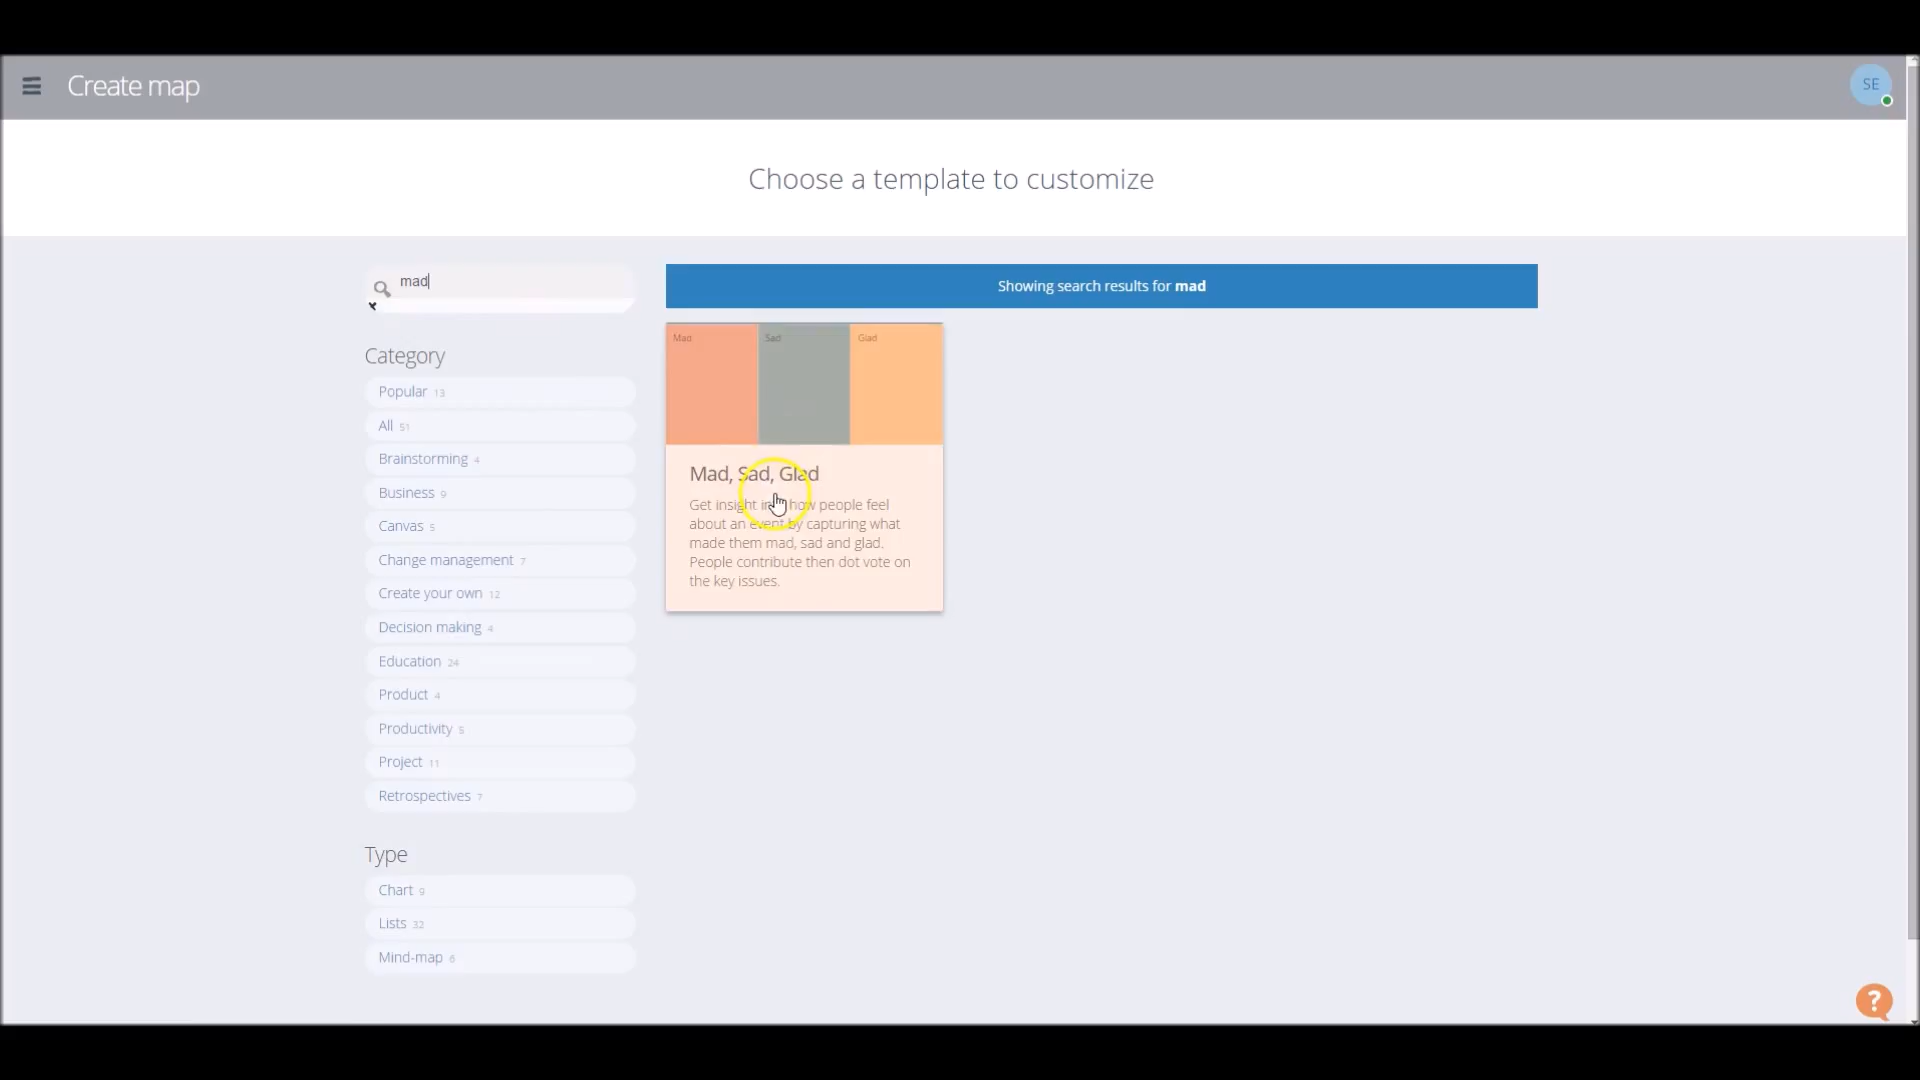 Create map
SE
Choose a template to customize
mad
Showing search results for mad
Category
Popular 13
All 51
Brainstorming 4
Business 9
Canvas 5
Change management 7
Create your own 12
Decision making 4
Education 24
Product 4
Productivity 5
Project 11
Retrospectives 7
Type
Chart 9
Lists 32
Mind-map 6
Mad
Sad
Glad
Mad, Sad, Glad
Get insight into how people feel
about an event by capturing what
made them mad, sad and glad.
People contribute then dot vote on
the key issues.
?